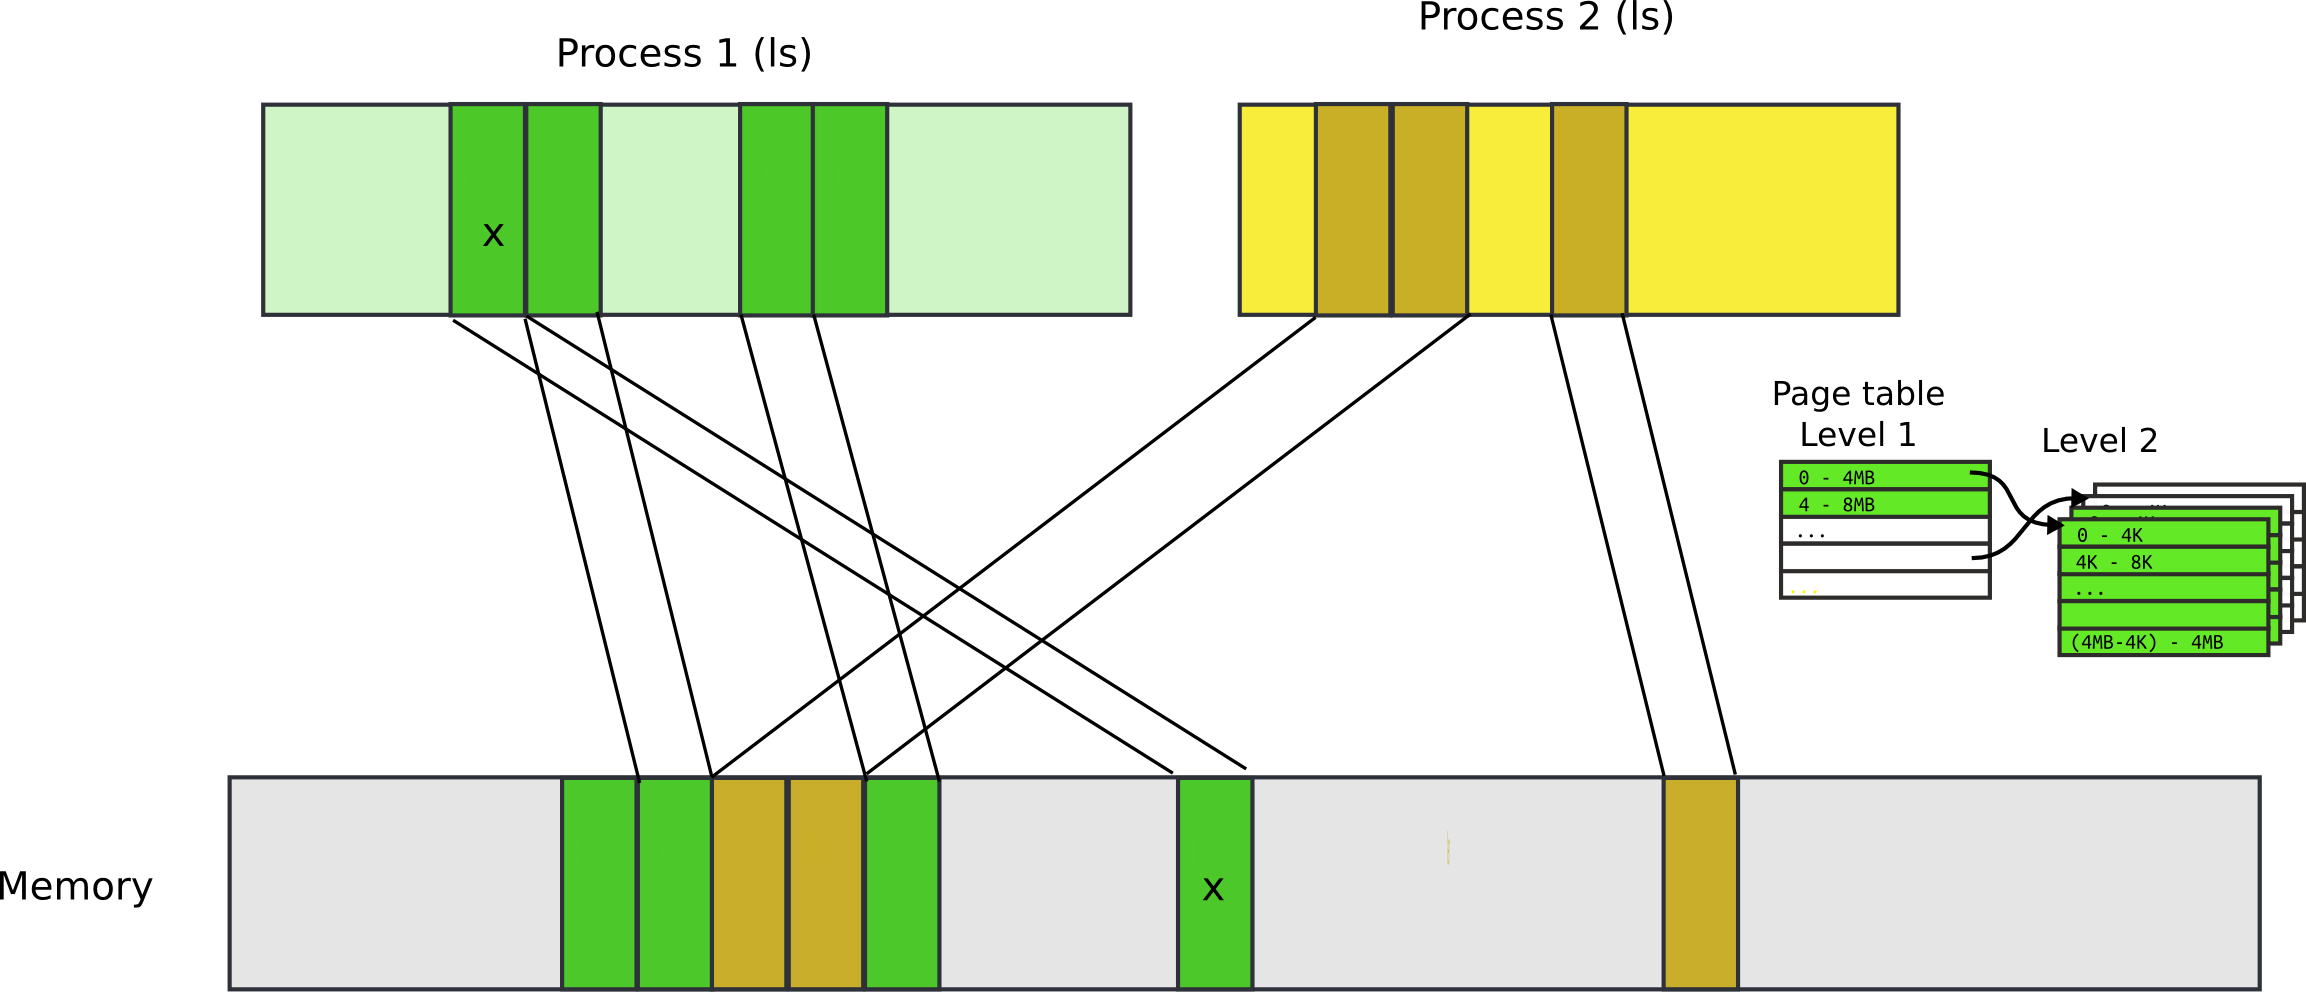 Process 1 (ls)
Process 2 (ls)
x
Page table
Level 1
Level 2
0 - 4MB
4 - 8MB
...
...
0 - 4K
4K - 8K
...
(4MB-4K) - 4MB
Memory
x